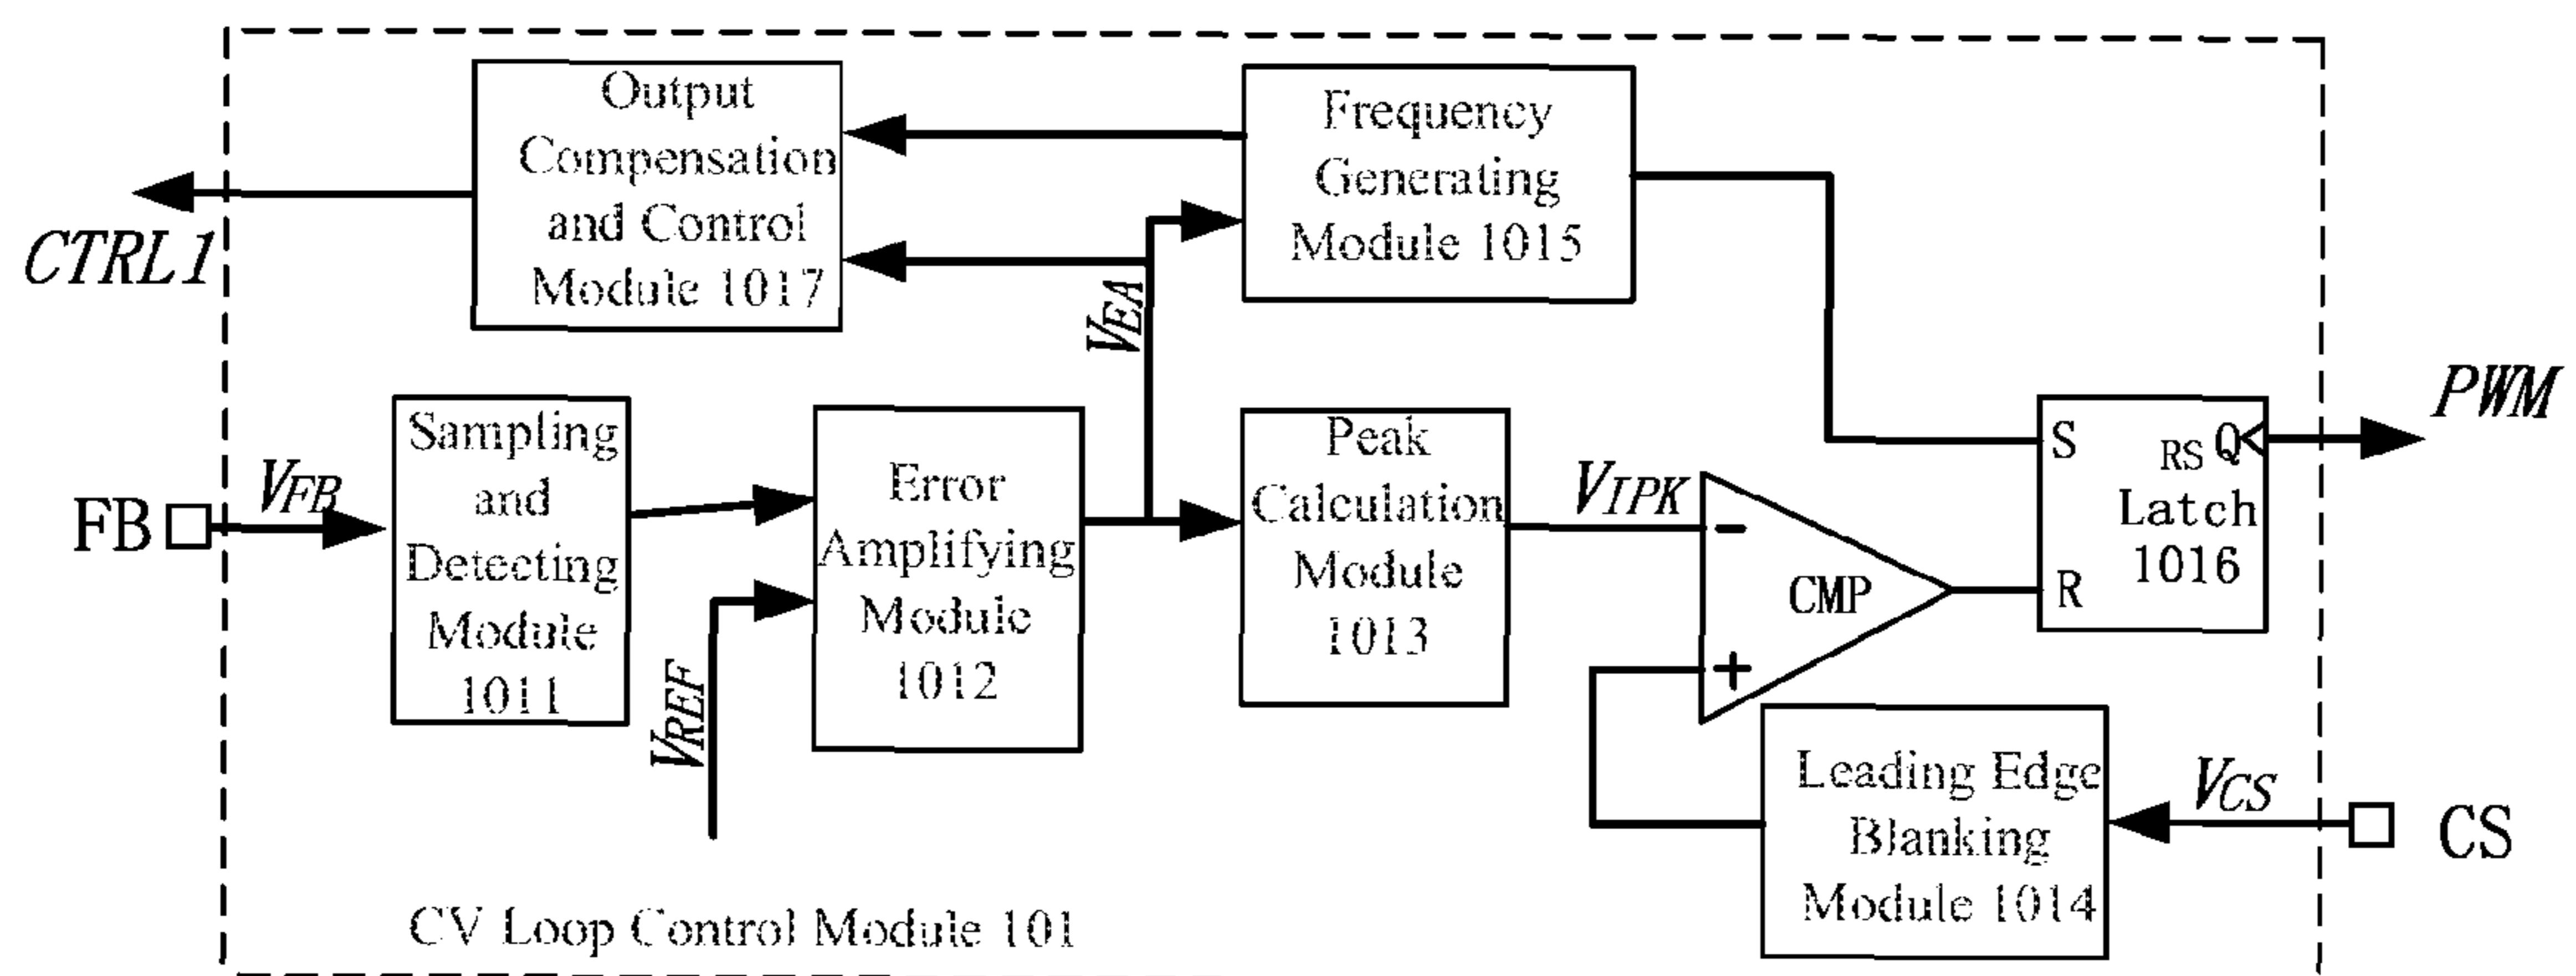 Output
Compensation
and Control
Module 1017
Frequency
Generating
Module 1015
CTRL1
VEA
PWM
Sampling
and
Detecting
Module
1011
Error
Amplifying
Module
1012
Peak
Calculation
Module
1013
S
RS Q
Latch
1016
R
FB
VFB
VIPK
-
CMP
+
VREF
Leading Edge
Blanking
Module 1014
VCS
CS
CV Loop Control Module 101